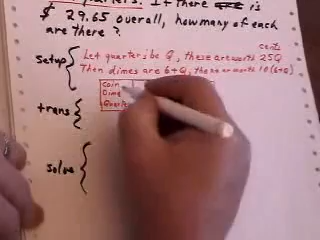 quarters. If there is
$ 29.65 overall, how many of each
are there ?
cents
setup Let quarters be Q, these are worth 25Q
Then dimes are 6+Q, these are worth 10(6+Q)
Coin
Dime
Quarter
trans
solve